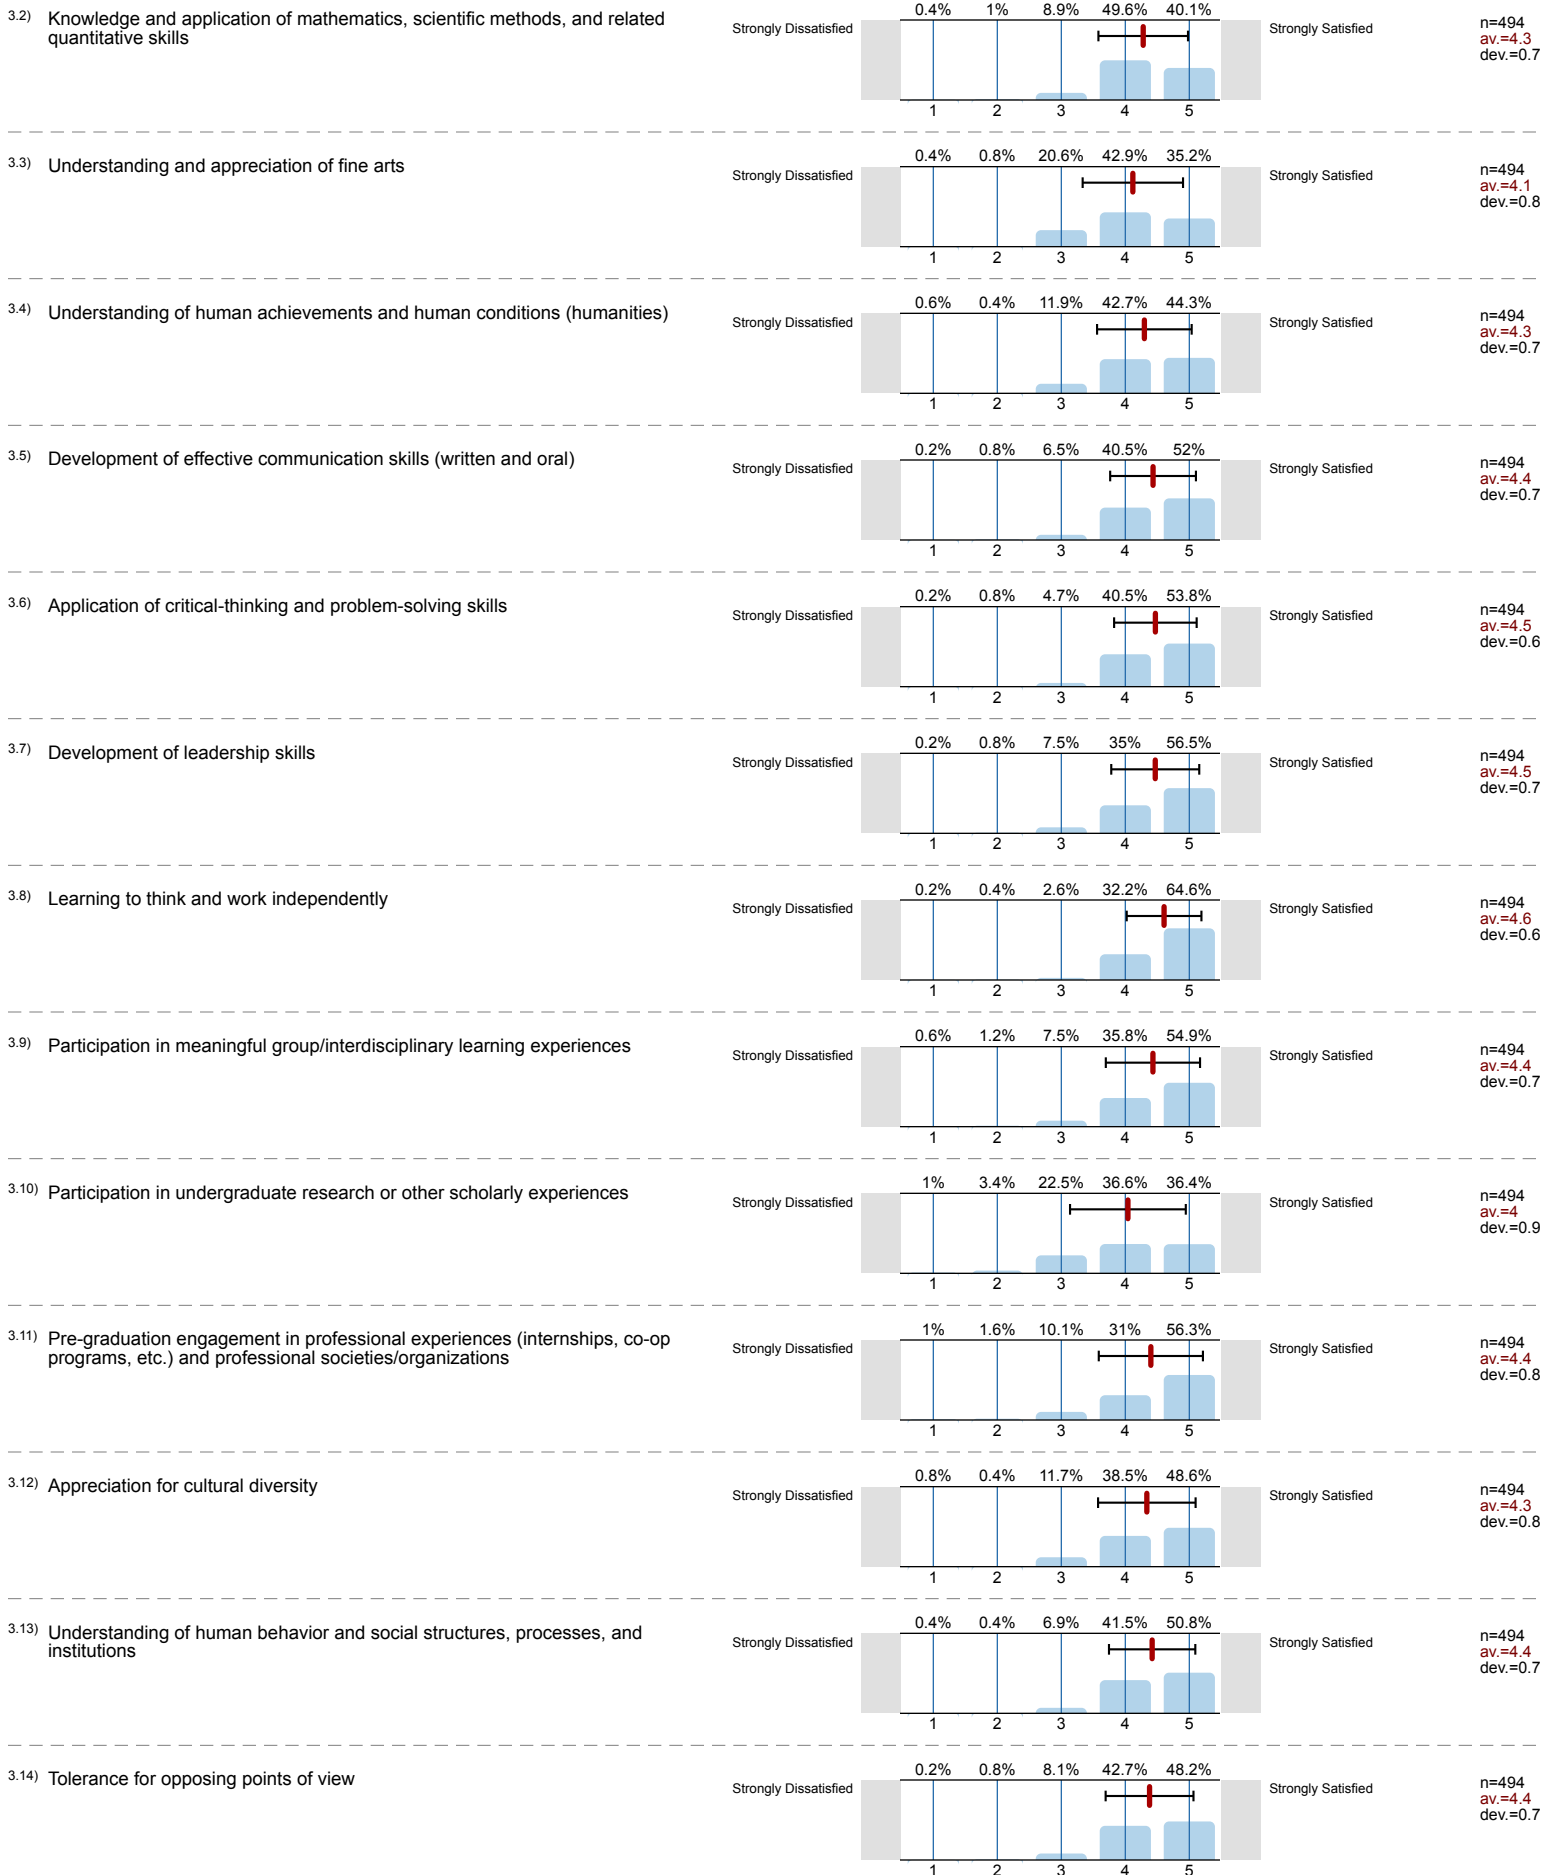 3.2) Knowledge and application of mathematics, scientific methods, and related
quantitative skills
Strongly Dissatisfied
0.4% 1% 8.9% 49.6% 40.1%
1 2 3 4 5
Strongly Satisfied
n=494
av.=4.3
dev.=0.7
3.3) Understanding and appreciation of fine arts
Strongly Dissatisfied
0.4% 0.8% 20.6% 42.9% 35.2%
1 2 3 4 5
Strongly Satisfied
n=494
av.=4.1
dev.=0.8
3.4) Understanding of human achievements and human conditions (humanities)
Strongly Dissatisfied
0.6% 0.4% 11.9% 42.7% 44.3%
1 2 3 4 5
Strongly Satisfied
n=494
av.=4.3
dev.=0.7
3.5) Development of effective communication skills (written and oral)
Strongly Dissatisfied
0.2% 0.8% 6.5% 40.5% 52%
1 2 3 4 5
Strongly Satisfied
n=494
av.=4.4
dev.=0.7
3.6) Application of critical-thinking and problem-solving skills
Strongly Dissatisfied
0.2% 0.8% 4.7% 40.5% 53.8%
1 2 3 4 5
Strongly Satisfied
n=494
av.=4.5
dev.=0.6
3.7) Development of leadership skills
Strongly Dissatisfied
0.2% 0.8% 7.5% 35% 56.5%
1 2 3 4 5
Strongly Satisfied
n=494
av.=4.5
dev.=0.7
3.8) Learning to think and work independently
Strongly Dissatisfied
0.2% 0.4% 2.6% 32.2% 64.6%
1 2 3 4 5
Strongly Satisfied
n=494
av.=4.6
dev.=0.6
3.9) Participation in meaningful group/interdisciplinary learning experiences
Strongly Dissatisfied
0.6% 1.2% 7.5% 35.8% 54.9%
1 2 3 4 5
Strongly Satisfied
n=494
av.=4.4
dev.=0.7
3.10) Participation in undergraduate research or other scholarly experiences
Strongly Dissatisfied
1% 3.4% 22.5% 36.6% 36.4%
1 2 3 4 5
Strongly Satisfied
n=494
av.=4
dev.=0.9
3.11) Pre-graduation engagement in professional experiences (internships, co-op
programs, etc.) and professional societies/organizations
Strongly Dissatisfied
1% 1.6% 10.1% 31% 56.3%
1 2 3 4 5
Strongly Satisfied
n=494
av.=4.4
dev.=0.8
3.12) Appreciation for cultural diversity
Strongly Dissatisfied
0.8% 0.4% 11.7% 38.5% 48.6%
1 2 3 4 5
Strongly Satisfied
n=494
av.=4.3
dev.=0.8
3.13) Understanding of human behavior and social structures, processes, and
institutions
Strongly Dissatisfied
0.4% 0.4% 6.9% 41.5% 50.8%
1 2 3 4 5
Strongly Satisfied
n=494
av.=4.4
dev.=0.7
3.14) Tolerance for opposing points of view
Strongly Dissatisfied
0.2% 0.8% 8.1% 42.7% 48.2%
1 2 3 4 5
Strongly Satisfied
n=494
av.=4.4
dev.=0.7